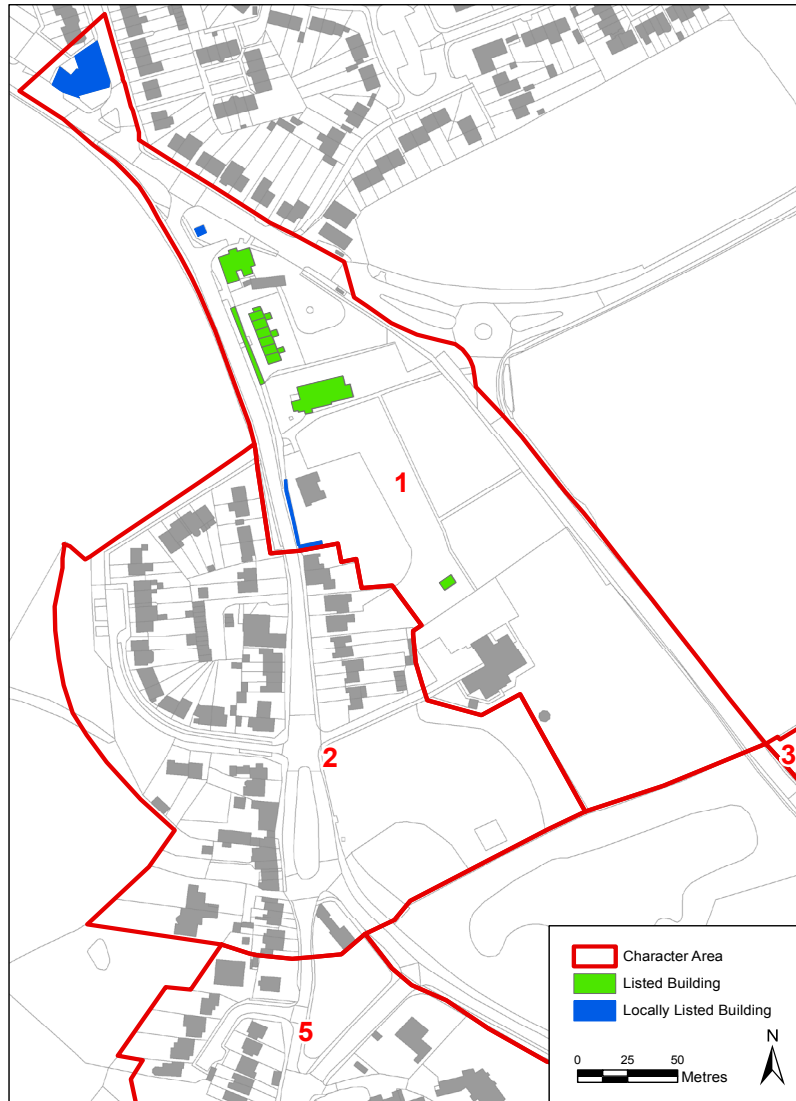 1
2
3
5
Character Area
Listed Building
Locally Listed Building
N
0 25 50
Metres